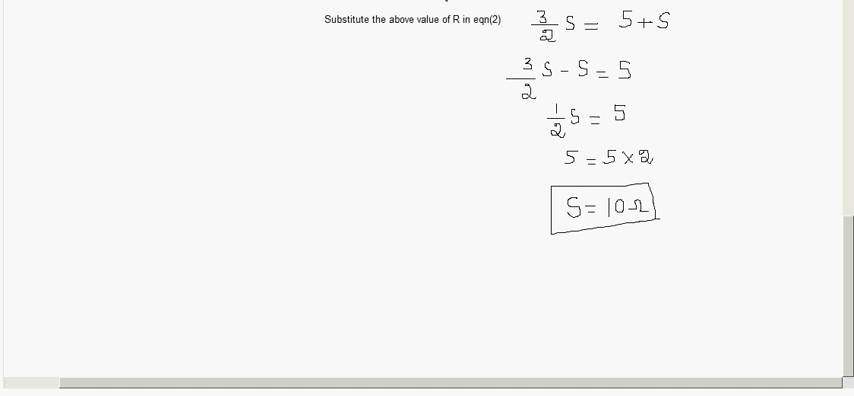 Substitute the above value of R in eqn(2)
3/2 S = 5+S
3/2 S - S = 5
1/2 S = 5
S = 5 × 2
S = 10 Ω